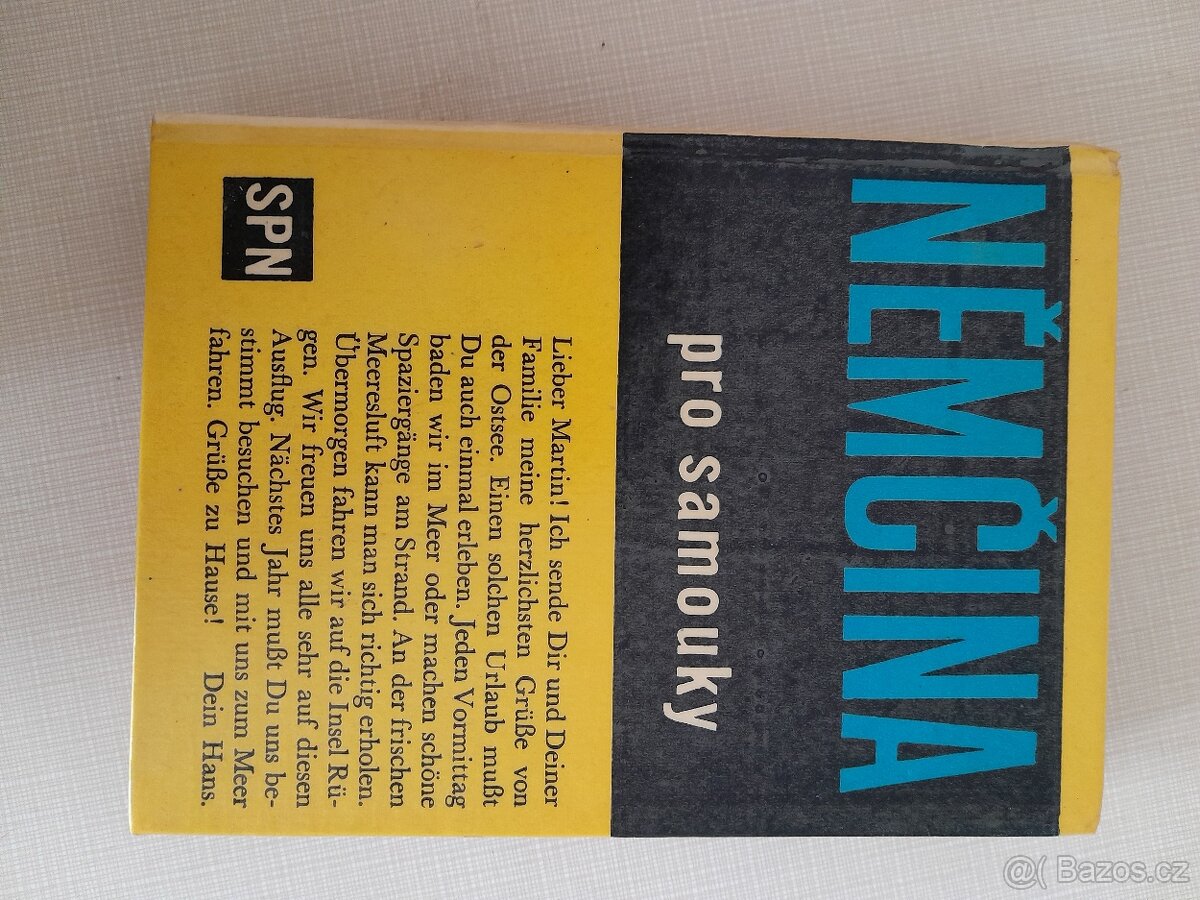 NĚMČINA
pro samouky
Lieber Martin! Ich sende Dir und Deiner
Familie meine herzlichsten Grüße von
der Ostsee. Einen solchen Urlaub mußt
Du auch einmal erleben. Jeden Vormittag
baden wir im Meer oder machen schöne
Spaziergänge am Strand. An der frischen
Meeresluft kann man sich richtig erholen.
Übermorgen fahren wir auf die Insel Rü-
gen. Wir freuen uns alle sehr auf diesen
Ausflug. Nächstes Jahr mußt Du uns be-
stimmt besuchen und mit uns zum Meer
fahren. Grüße zu Hause! Dein Hans.
SPN
@( Bazos.cz